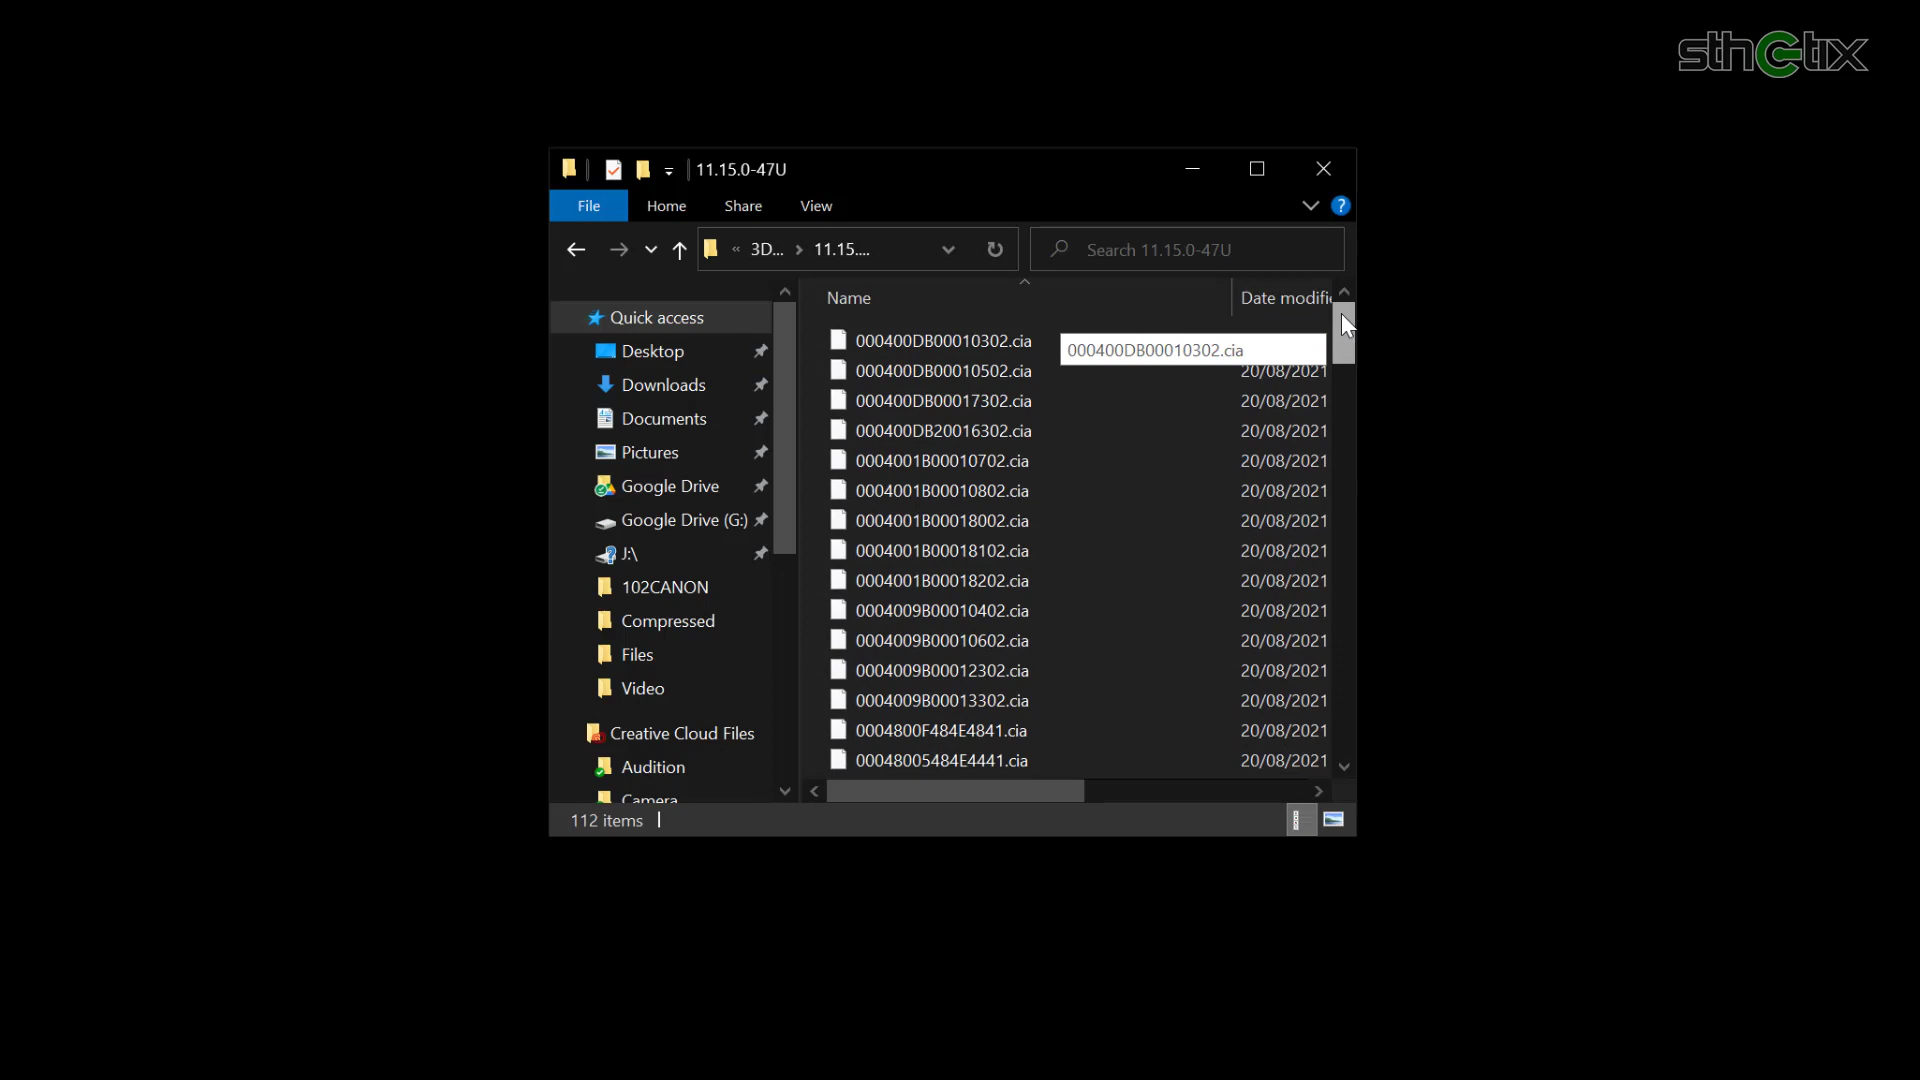 sthetix
11.15.0-47U
File Home Share View
« 3D... > 11.15.... Search 11.15.0-47U
Name Date modifi
Quick access
Desktop
Downloads
Documents
Pictures
Google Drive
Google Drive (G:)
J:\
102CANON
Compressed
Files
Video
Creative Cloud Files
Audition
Camera
000400DB00010302.cia
000400DB00010302.cia
000400DB00010502.cia 20/08/2021
000400DB00017302.cia 20/08/2021
000400DB20016302.cia 20/08/2021
0004001B00010702.cia 20/08/2021
0004001B00010802.cia 20/08/2021
0004001B00018002.cia 20/08/2021
0004001B00018102.cia 20/08/2021
0004001B00018202.cia 20/08/2021
0004009B00010402.cia 20/08/2021
0004009B00010602.cia 20/08/2021
0004009B00012302.cia 20/08/2021
0004009B00013302.cia 20/08/2021
0004800F484E4841.cia 20/08/2021
00048005484E4441.cia 20/08/2021
112 items